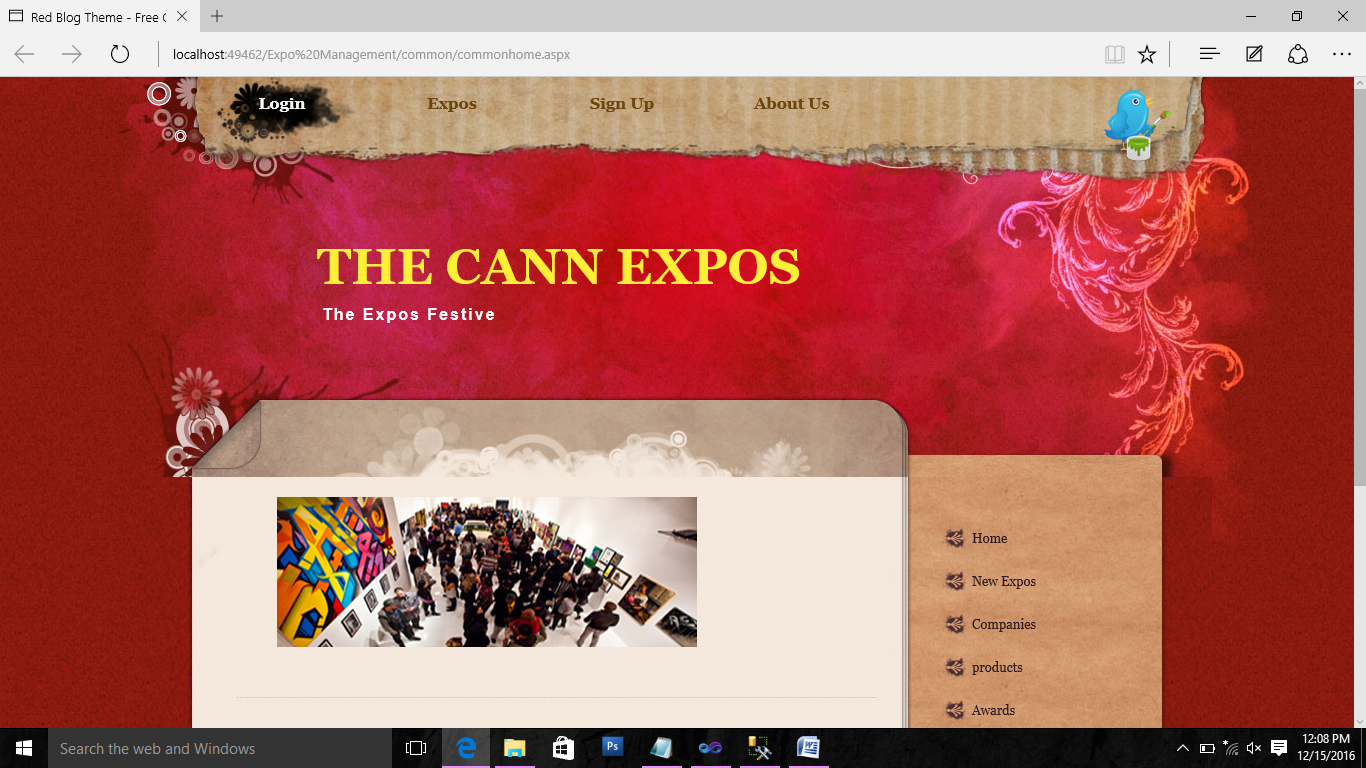 Red Blog Theme - Free C
localhost:49462/Expo%20Management/common/commonhome.aspx
Login Expos Sign Up About Us
THE CANN EXPOS
The Expos Festive
Home
New Expos
Companies
products
Awards
Search the web and Windows
Ps
W
12:08 PM
12/15/2016